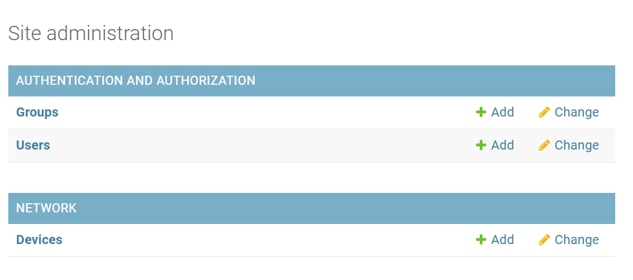 Site administration
AUTHENTICATION AND AUTHORIZATION
Groups Add Change
Users Add Change
NETWORK
Devices Add Change